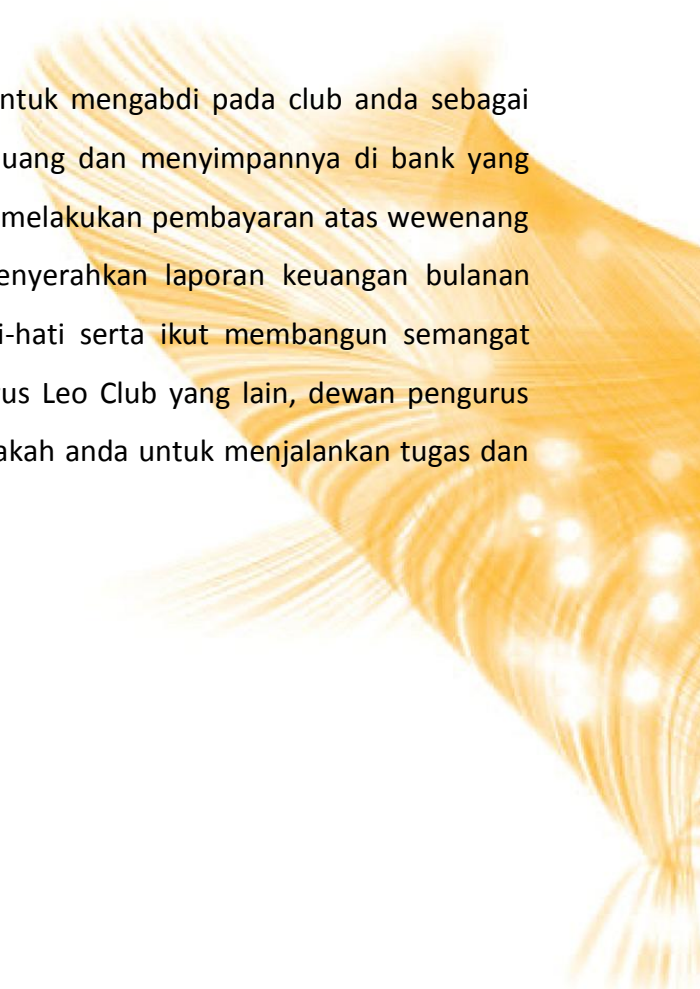 ntuk mengabdi pada club anda sebagai
uang dan menyimpannya di bank yang
melakukan pembayaran atas wewenang
enyerahkan laporan keuangan bulanan
i-hati serta ikut membangun semangat
us Leo Club yang lain, dewan pengurus
akah anda untuk menjalankan tugas dan